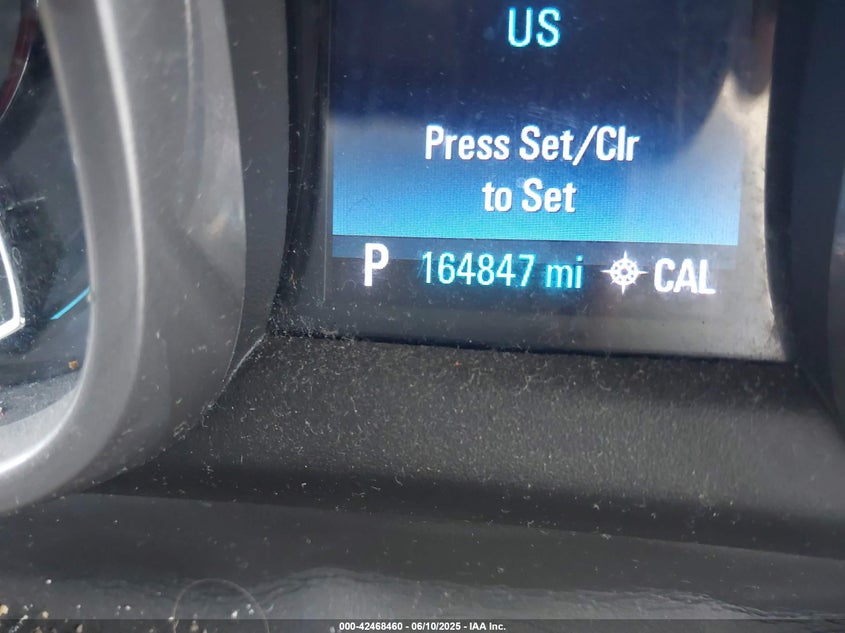 US
Press Set/Clr
to Set
P 164847 mi CAL
000-42468460 - 06/10/2025 - IAA Inc.